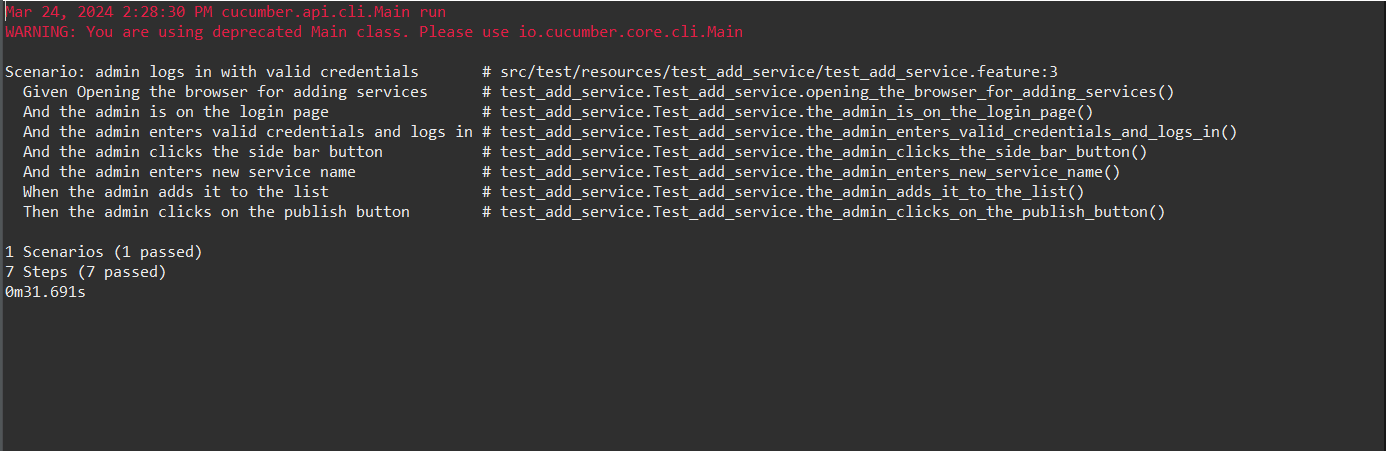 Mar 24, 2024 2:28:30 PM cucumber.api.cli.Main run
WARNING: You are using deprecated Main class. Please use io.cucumber.core.cli.Main
Scenario: admin logs in with valid credentials # src/test/resources/test_add_service/test_add_service.feature:3
Given Opening the browser for adding services # test_add_service.Test_add_service.opening_the_browser_for_adding_services()
And the admin is on the login page # test_add_service.Test_add_service.the_admin_is_on_the_login_page()
And the admin enters valid credentials and logs in # test_add_service.Test_add_service.the_admin_enters_valid_credentials_and_logs_in()
And the admin clicks the side bar button # test_add_service.Test_add_service.the_admin_clicks_the_side_bar_button()
And the admin enters new service name # test_add_service.Test_add_service.the_admin_enters_new_service_name()
When the admin adds it to the list # test_add_service.Test_add_service.the_admin_adds_it_to_the_list()
Then the admin clicks on the publish button # test_add_service.Test_add_service.the_admin_clicks_on_the_publish_button()
1 Scenarios (1 passed)
7 Steps (7 passed)
0m31.691s